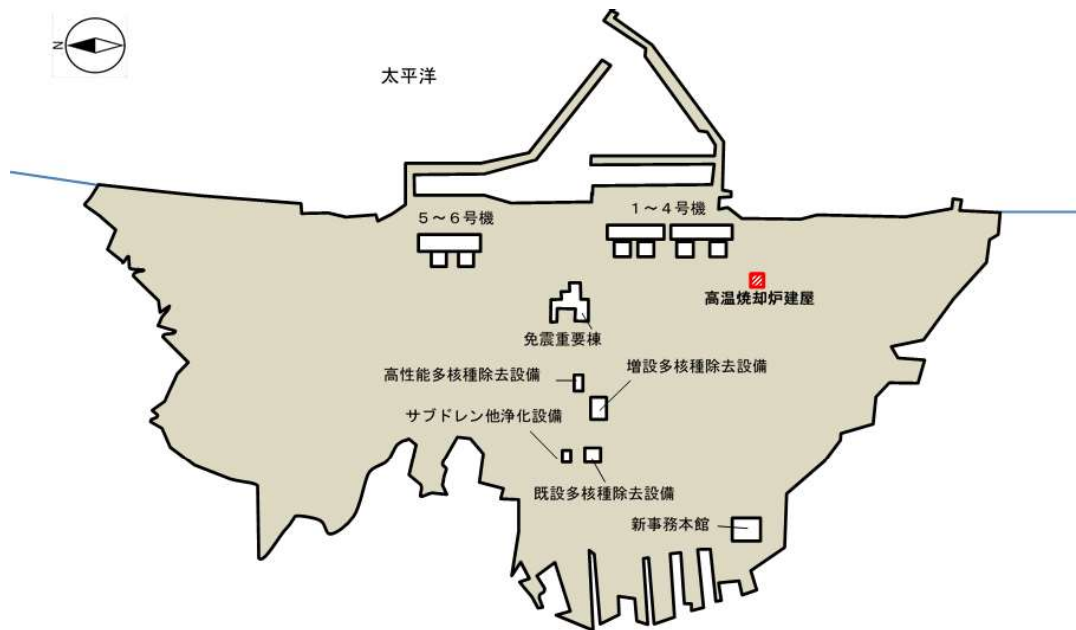 N
太平洋
5~6号機
1~4号機
高温焼却炉建屋
免震重要棟
高性能多核種除去設備
増設多核種除去設備
サブドレン他浄化設備
既設多核種除去設備
新事務本館